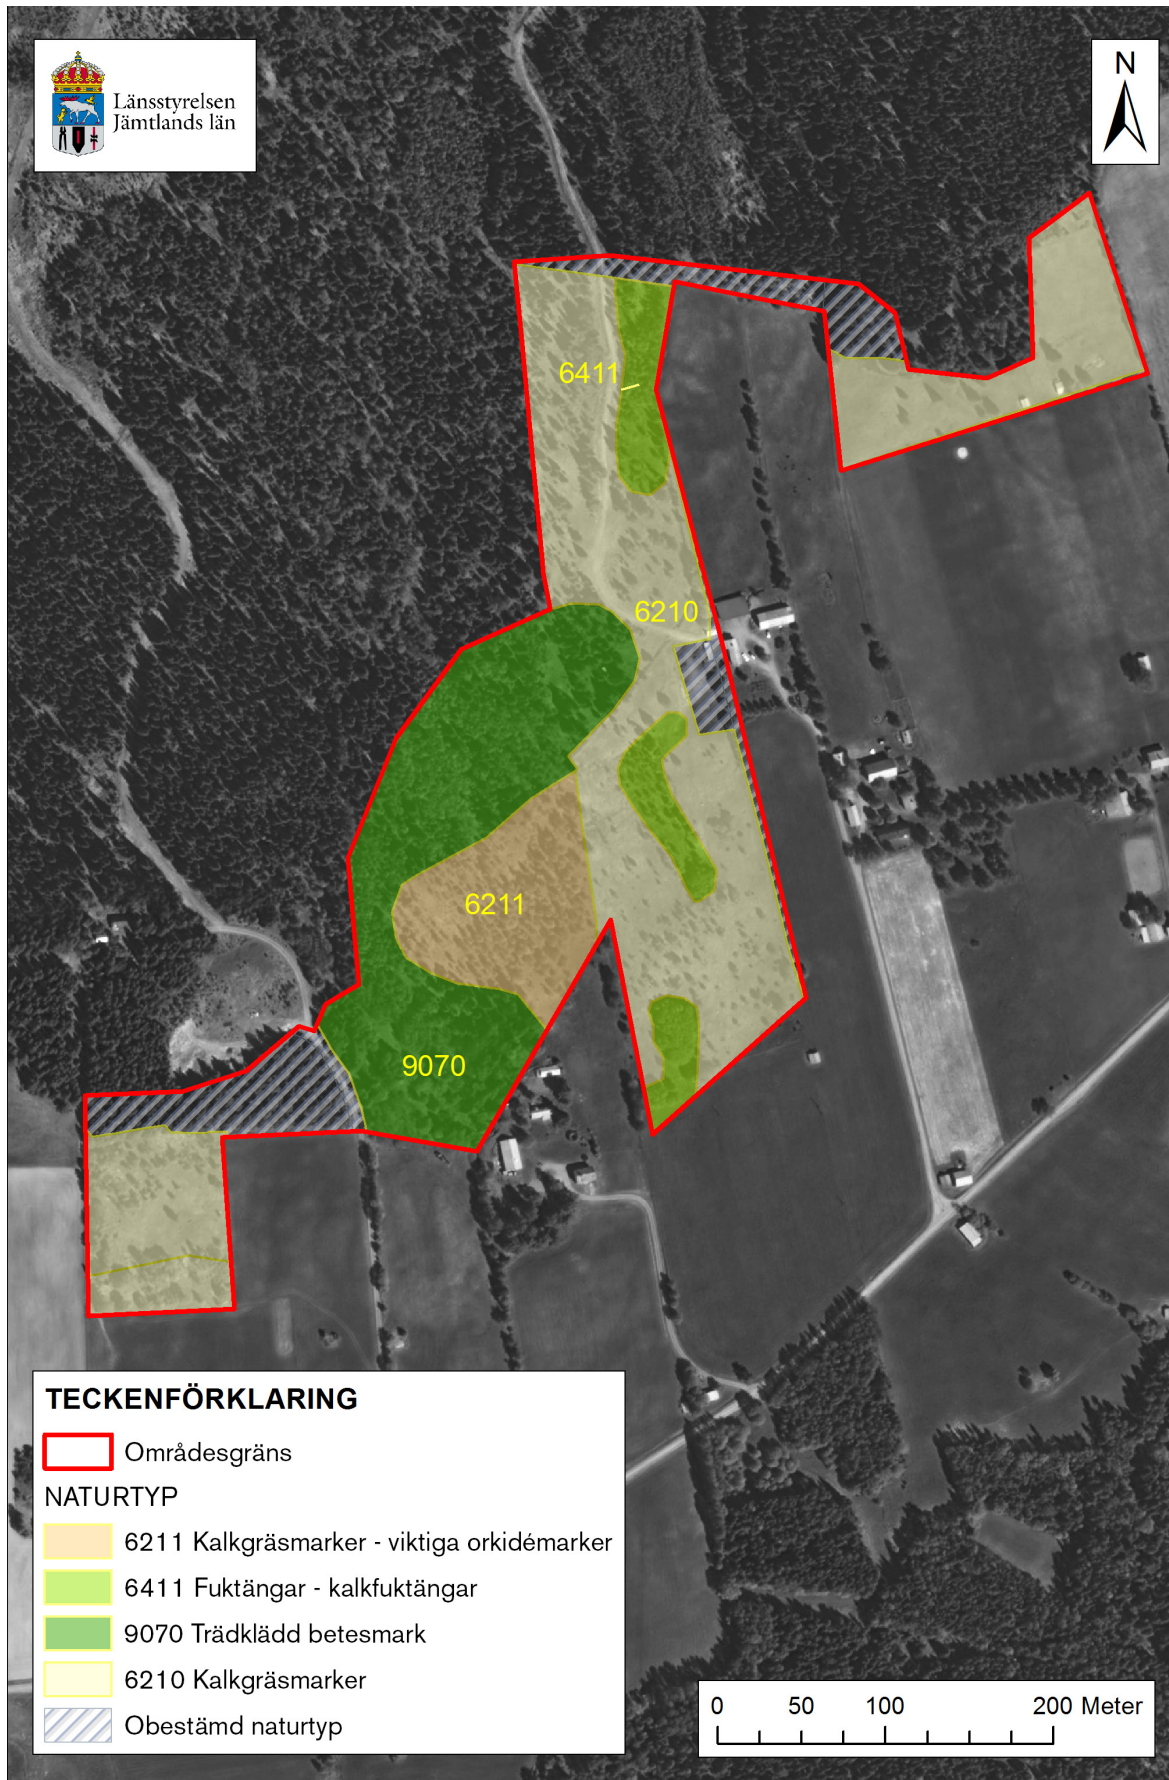 Länsstyrelsen
Jämtlands län
N
6411
6210
6211
9070
TECKENFÖRKLARING
Områdesgräns
NATURTYP
6211 Kalkgräsmarker - viktiga orkidémarker
6411 Fuktängar - kalkfuktängar
9070 Trädklädd betesmark
6210 Kalkgräsmarker
Obestämd naturtyp
0 50 100 200 Meter